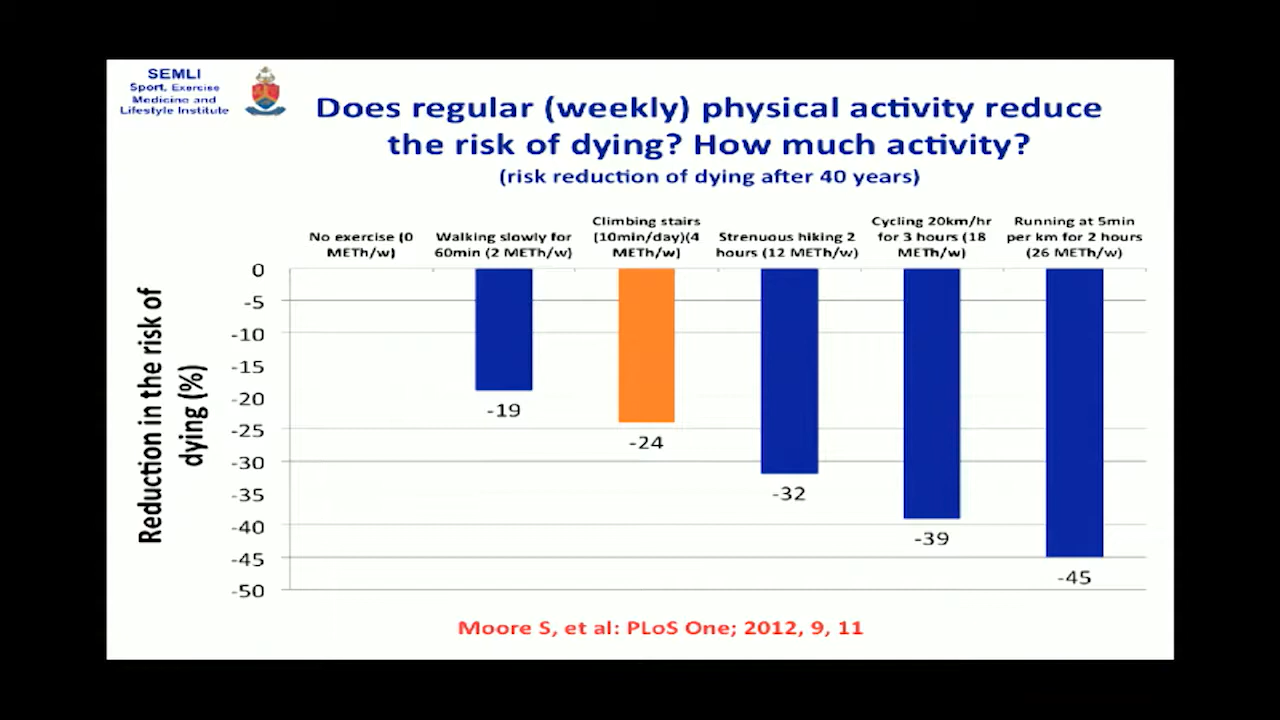 SEMLI
Sport, Exercise
Medicine and
Lifestyle Institute
Does regular (weekly) physical activity reduce
the risk of dying? How much activity?
(risk reduction of dying after 40 years)
No exercise (0
METh/w)
Walking slowly for
60min (2 METh/w)
Climbing stairs
(10min/day)(4
METh/w)
Strenuous hiking 2
hours (12 METh/w)
Cycling 20km/hr
for 3 hours (18
METh/w)
Running at 5min
per km for 2 hours
(26 METh/w)
Reduction in the risk of
dying (%)
0
-5
-10
-15
-20
-25
-30
-35
-40
-45
-50
-19
-24
-32
-39
-45
Moore S, et al: PLoS One; 2012, 9, 11